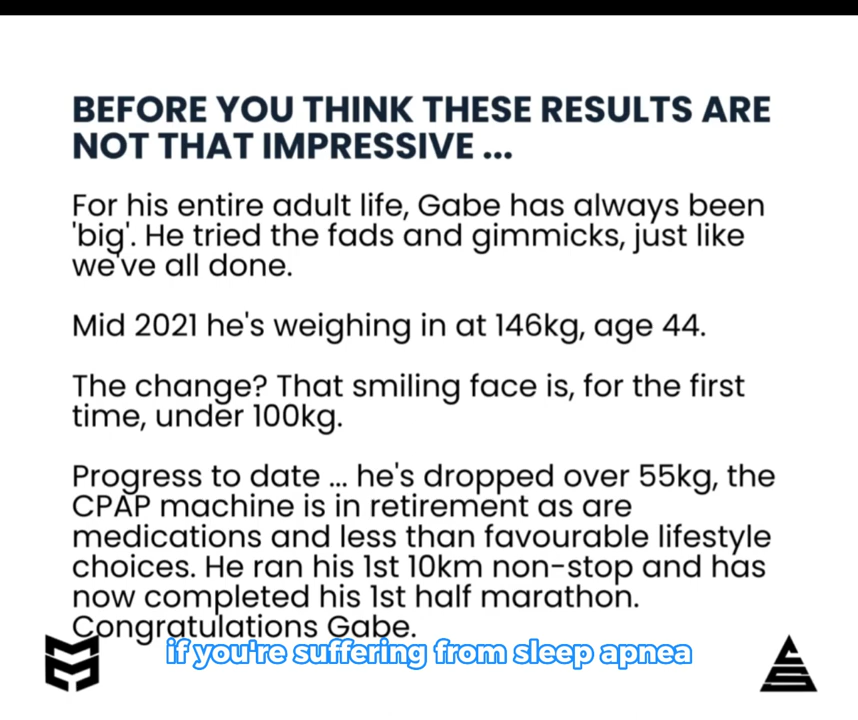 BEFORE YOU THINK THESE RESULTS ARE
NOT THAT IMPRESSIVE ...
For his entire adult life, Gabe has always been
'big'. He tried the fads and gimmicks, just like
we've all done.
Mid 2021 he's weighing in at 146kg, age 44.
The change? That smiling face is, for the first
time, under 100kg.
Progress to date ... he's dropped over 55kg, the
CPAP machine is in retirement as are
medications and less than favourable lifestyle
choices. He ran his 1st 10km non-stop and has
now completed his 1st half marathon.
Congratulations Gabe.
if you're suffering from sleep apnea